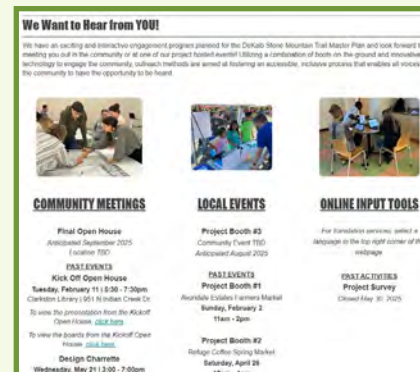 We Want to Hear from YOU!
We have an exciting and interactive engagement program planned for the DeKalb Stone Mountain Trail Master Plan and look forward to
meeting you out in the community or at one of our project hosted events! Utilizing a combination of boots-on-the-ground and innovative
technology to engage the community, outreach methods are aimed at fostering an accessible, inclusive process that enables all voices
the community to have the opportunity to be heard.
COMMUNITY MEETINGS
Final Open House
Anticipated September 2025
Location TBD
PAST EVENTS
Kick Off Open House
Tuesday, February 11 | 5:30 - 7:30pm
Clarkston Library | 951 N Indian Creek Dr.
To view the presentation from the Kickoff
Open House, click here.
To view the boards from the Kickoff Open
House, click here.
Design Charrette
Wednesday, May 21 | 3:00 - 7:00pm
LOCAL EVENTS
Project Booth #3
Community Event TBD
Anticipated August 2025
PAST EVENTS
Project Booth #1
Avondale Estates Farmers Market
Sunday, February 2
11am - 2pm
Project Booth #2
Refuge Coffee Spring Market
Saturday, April 26
ONLINE INPUT TOOLS
For translation services, select a
language in the top right corner of the
webpage
PAST ACTIVITIES
Project Survey
Closed May 30, 2025